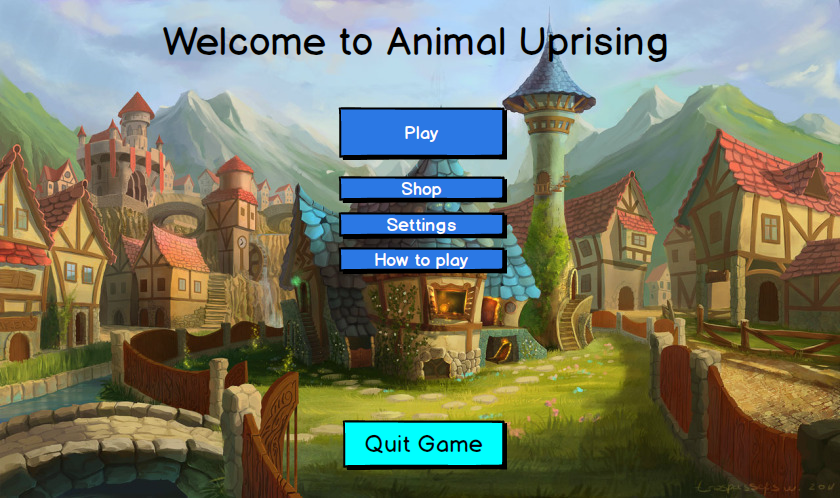 Welcome to Animal Uprising
Play
Shop
Settings
How to play
Quit Game